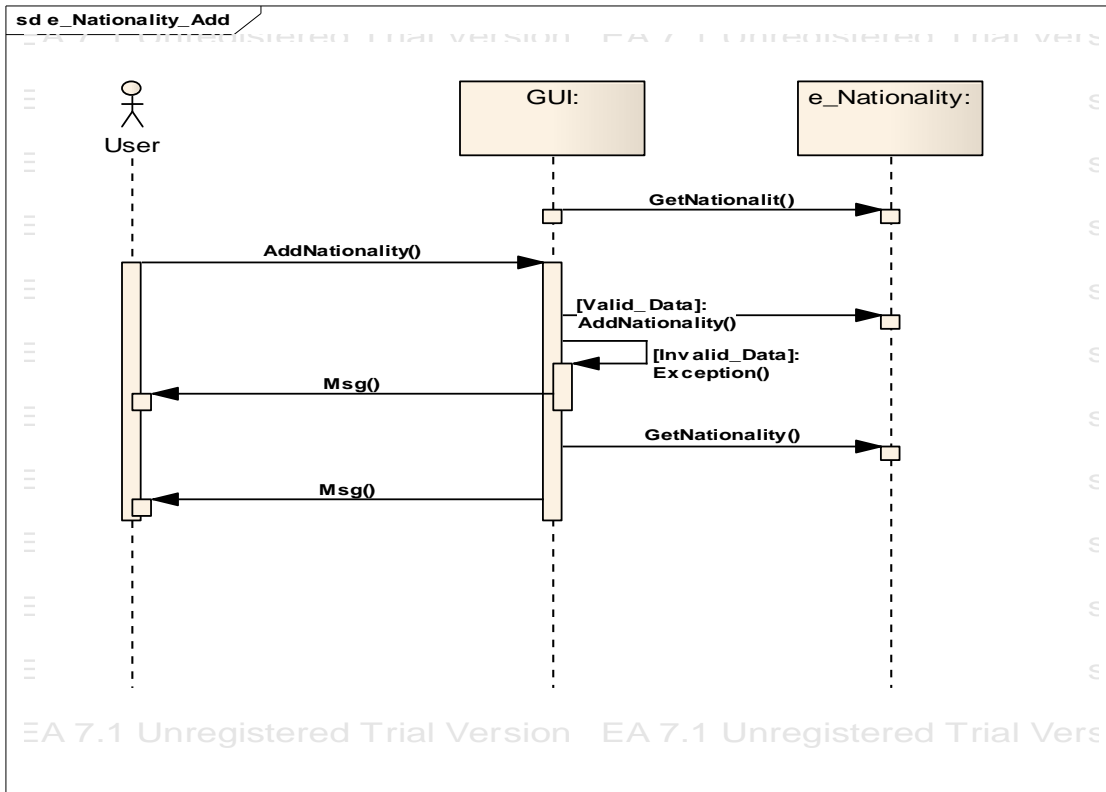 sd e_Nationality_Add
EA 7.1 Unregistered Trial Version EA 7.1 Unregistered Trial Vers
User
GUI:
e_Nationality:
GetNationalit()
AddNationality()
[Valid_Data]:
AddNationality()
[Invalid_Data]:
Exception()
Msg()
GetNationality()
Msg()
EA 7.1 Unregistered Trial Version EA 7.1 Unregistered Trial Vers